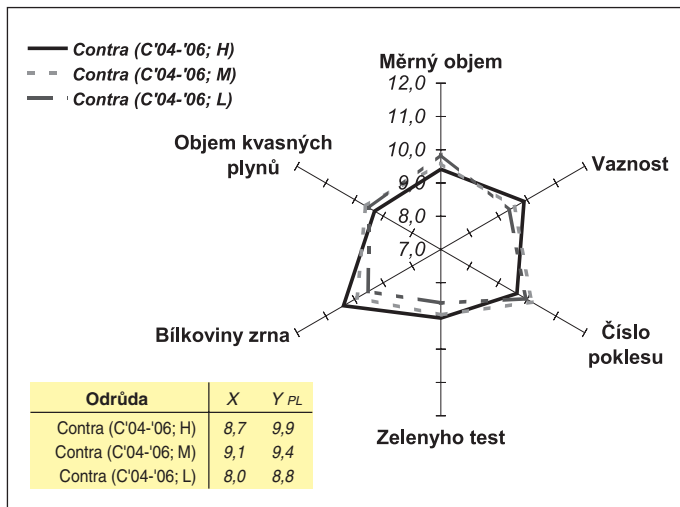 Contra (C'04-'06; H)
Contra (C'04-'06; M)
Contra (C'04-'06; L)
Měrný objem
12,0
11,0
10,0
9,0
8,0
7,0
Objem kvasných
plynů
Vaznost
Bílkoviny zrna
Číslo
poklesu
Zelenyho test
Odrůda X Y PL
Contra (C'04-'06; H) 8,7 9,9
Contra (C'04-'06; M) 9,1 9,4
Contra (C'04-'06; L) 8,0 8,8